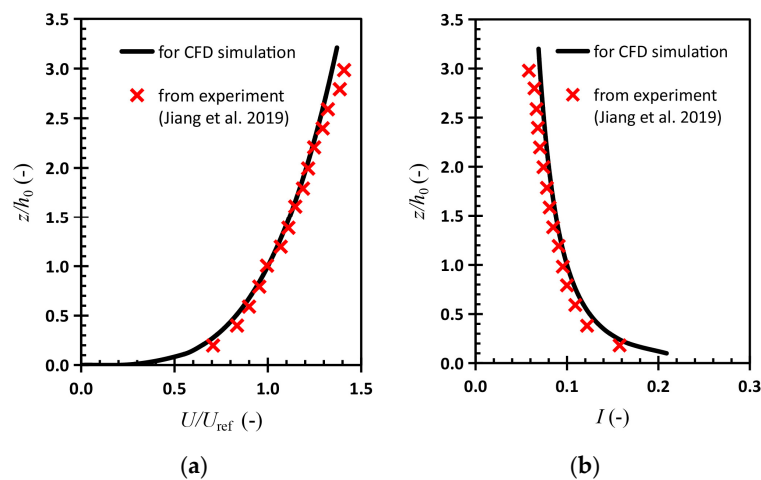 3.5
3.0
2.5
2.0
1.5
1.0
0.5
0.0
z/h0 (-)
for CFD simulation
from experiment
(Jiang et al. 2019)
0.0 0.5 1.0 1.5
U/Uref (-)
(a)
3.5
3.0
2.5
2.0
1.5
1.0
0.5
0.0
z/h0 (-)
for CFD simulation
from experiment
(Jiang et al. 2019)
0.0 0.1 0.2 0.3
I (-)
(b)